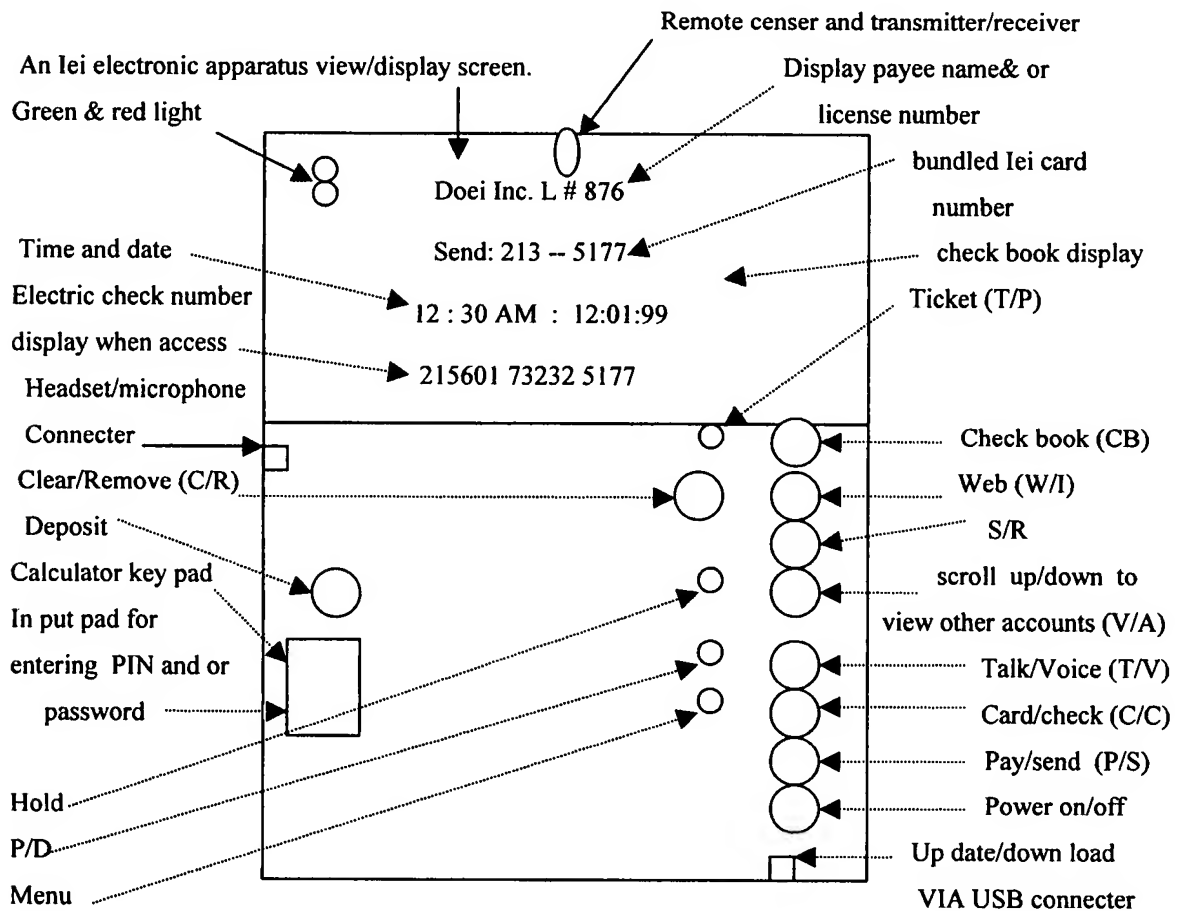 Remote censer and transmitter/receiver
An Iei electronic apparatus view/display screen.
Display payee name& or
Green & red light
license number
Doei Inc. L # 876
bundled Iei card
number
Send: 213 -- 5177
Time and date
check book display
Electric check number
Ticket (T/P)
12 : 30 AM : 12:01:99
display when access
215601 73232 5177
Headset/microphone
Connecter
Check book (CB)
Clear/Remove (C/R)
Web (W/I)
Deposit
S/R
Calculator key pad
scroll up/down to
In put pad for
view other accounts (V/A)
entering PIN and or
Talk/Voice (T/V)
password
Card/check (C/C)
Pay/send (P/S)
Hold
Power on/off
P/D
Up date/down load
Menu
VIA USB connecter